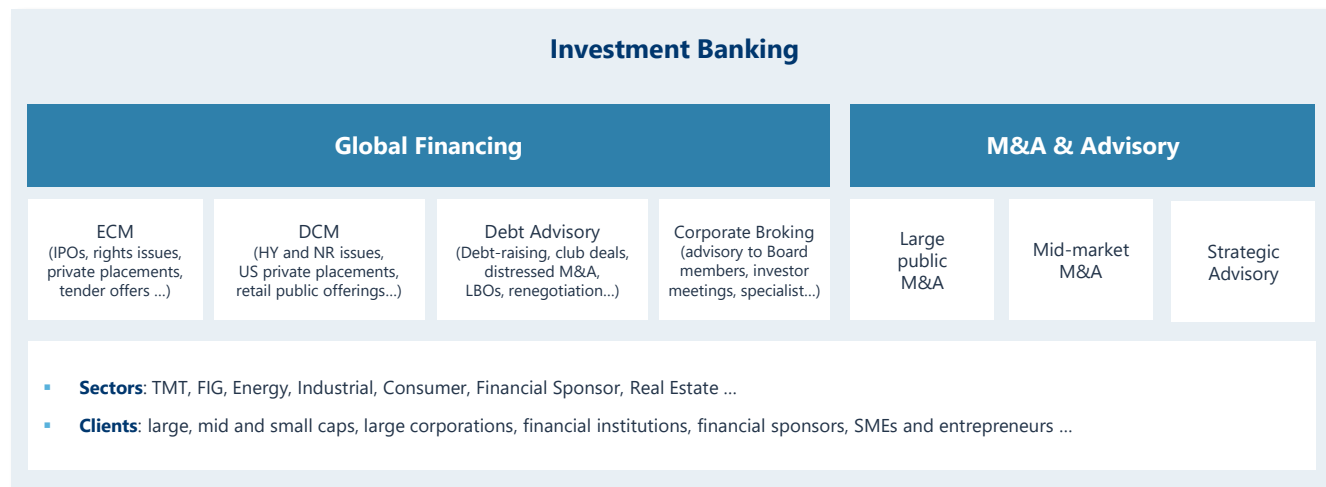 Investment Banking
Global Financing
M&A & Advisory
ECM
(IPOs, rights issues,
private placements,
tender offers ...)
DCM
(HY and NR issues,
US private placements,
retail public offerings...)
Debt Advisory
(Debt-raising, club deals,
distressed M&A,
LBOs, renegotiation...)
Corporate Broking
(advisory to Board
members, investor
meetings, specialist...)
Large
public
M&A
Mid-market
M&A
Strategic
Advisory
▪ Sectors: TMT, FIG, Energy, Industrial, Consumer, Financial Sponsor, Real Estate ...
▪ Clients: large, mid and small caps, large corporations, financial institutions, financial sponsors, SMEs and entrepreneurs ...